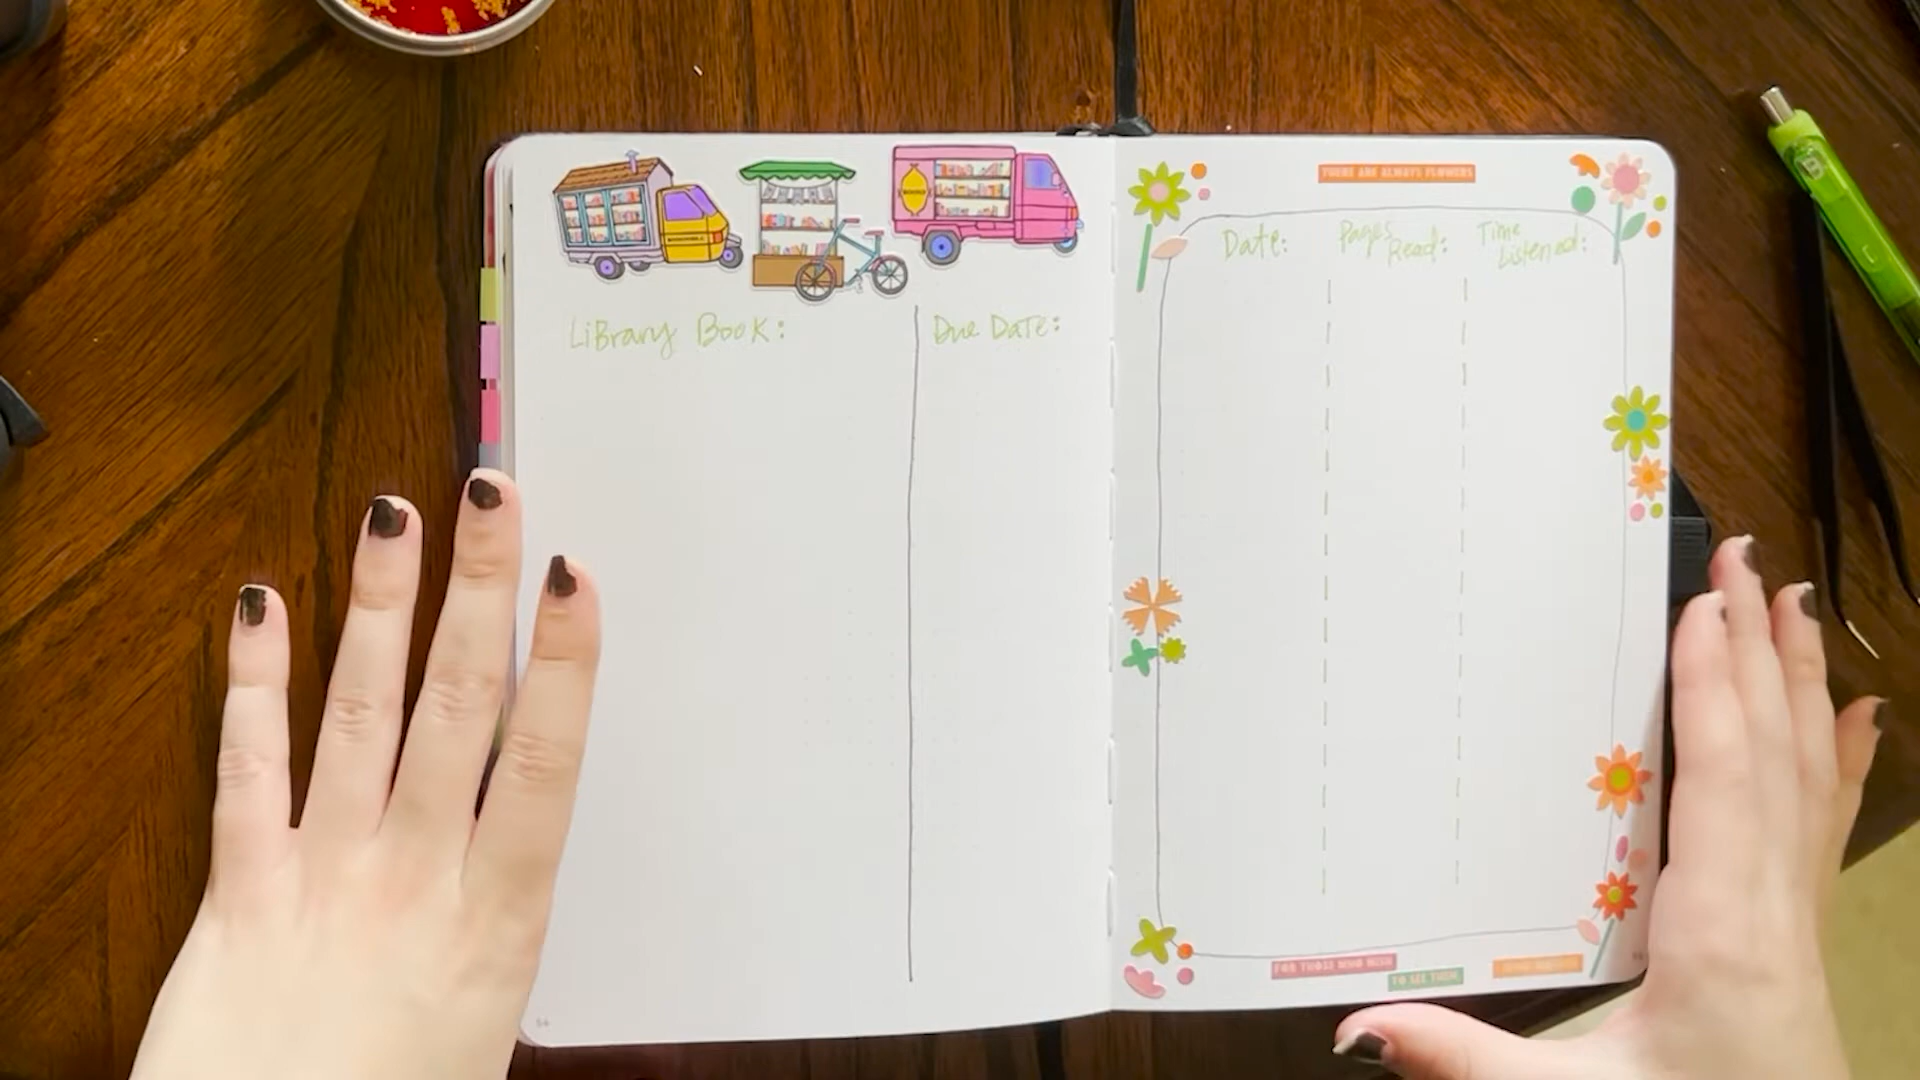 Library Book:
Due Date:
THERE ARE ALWAYS FLOWERS
Date:
Pages
Read:
Time
Listened:
FOR THOSE WHO WISH
TO SEE THEM